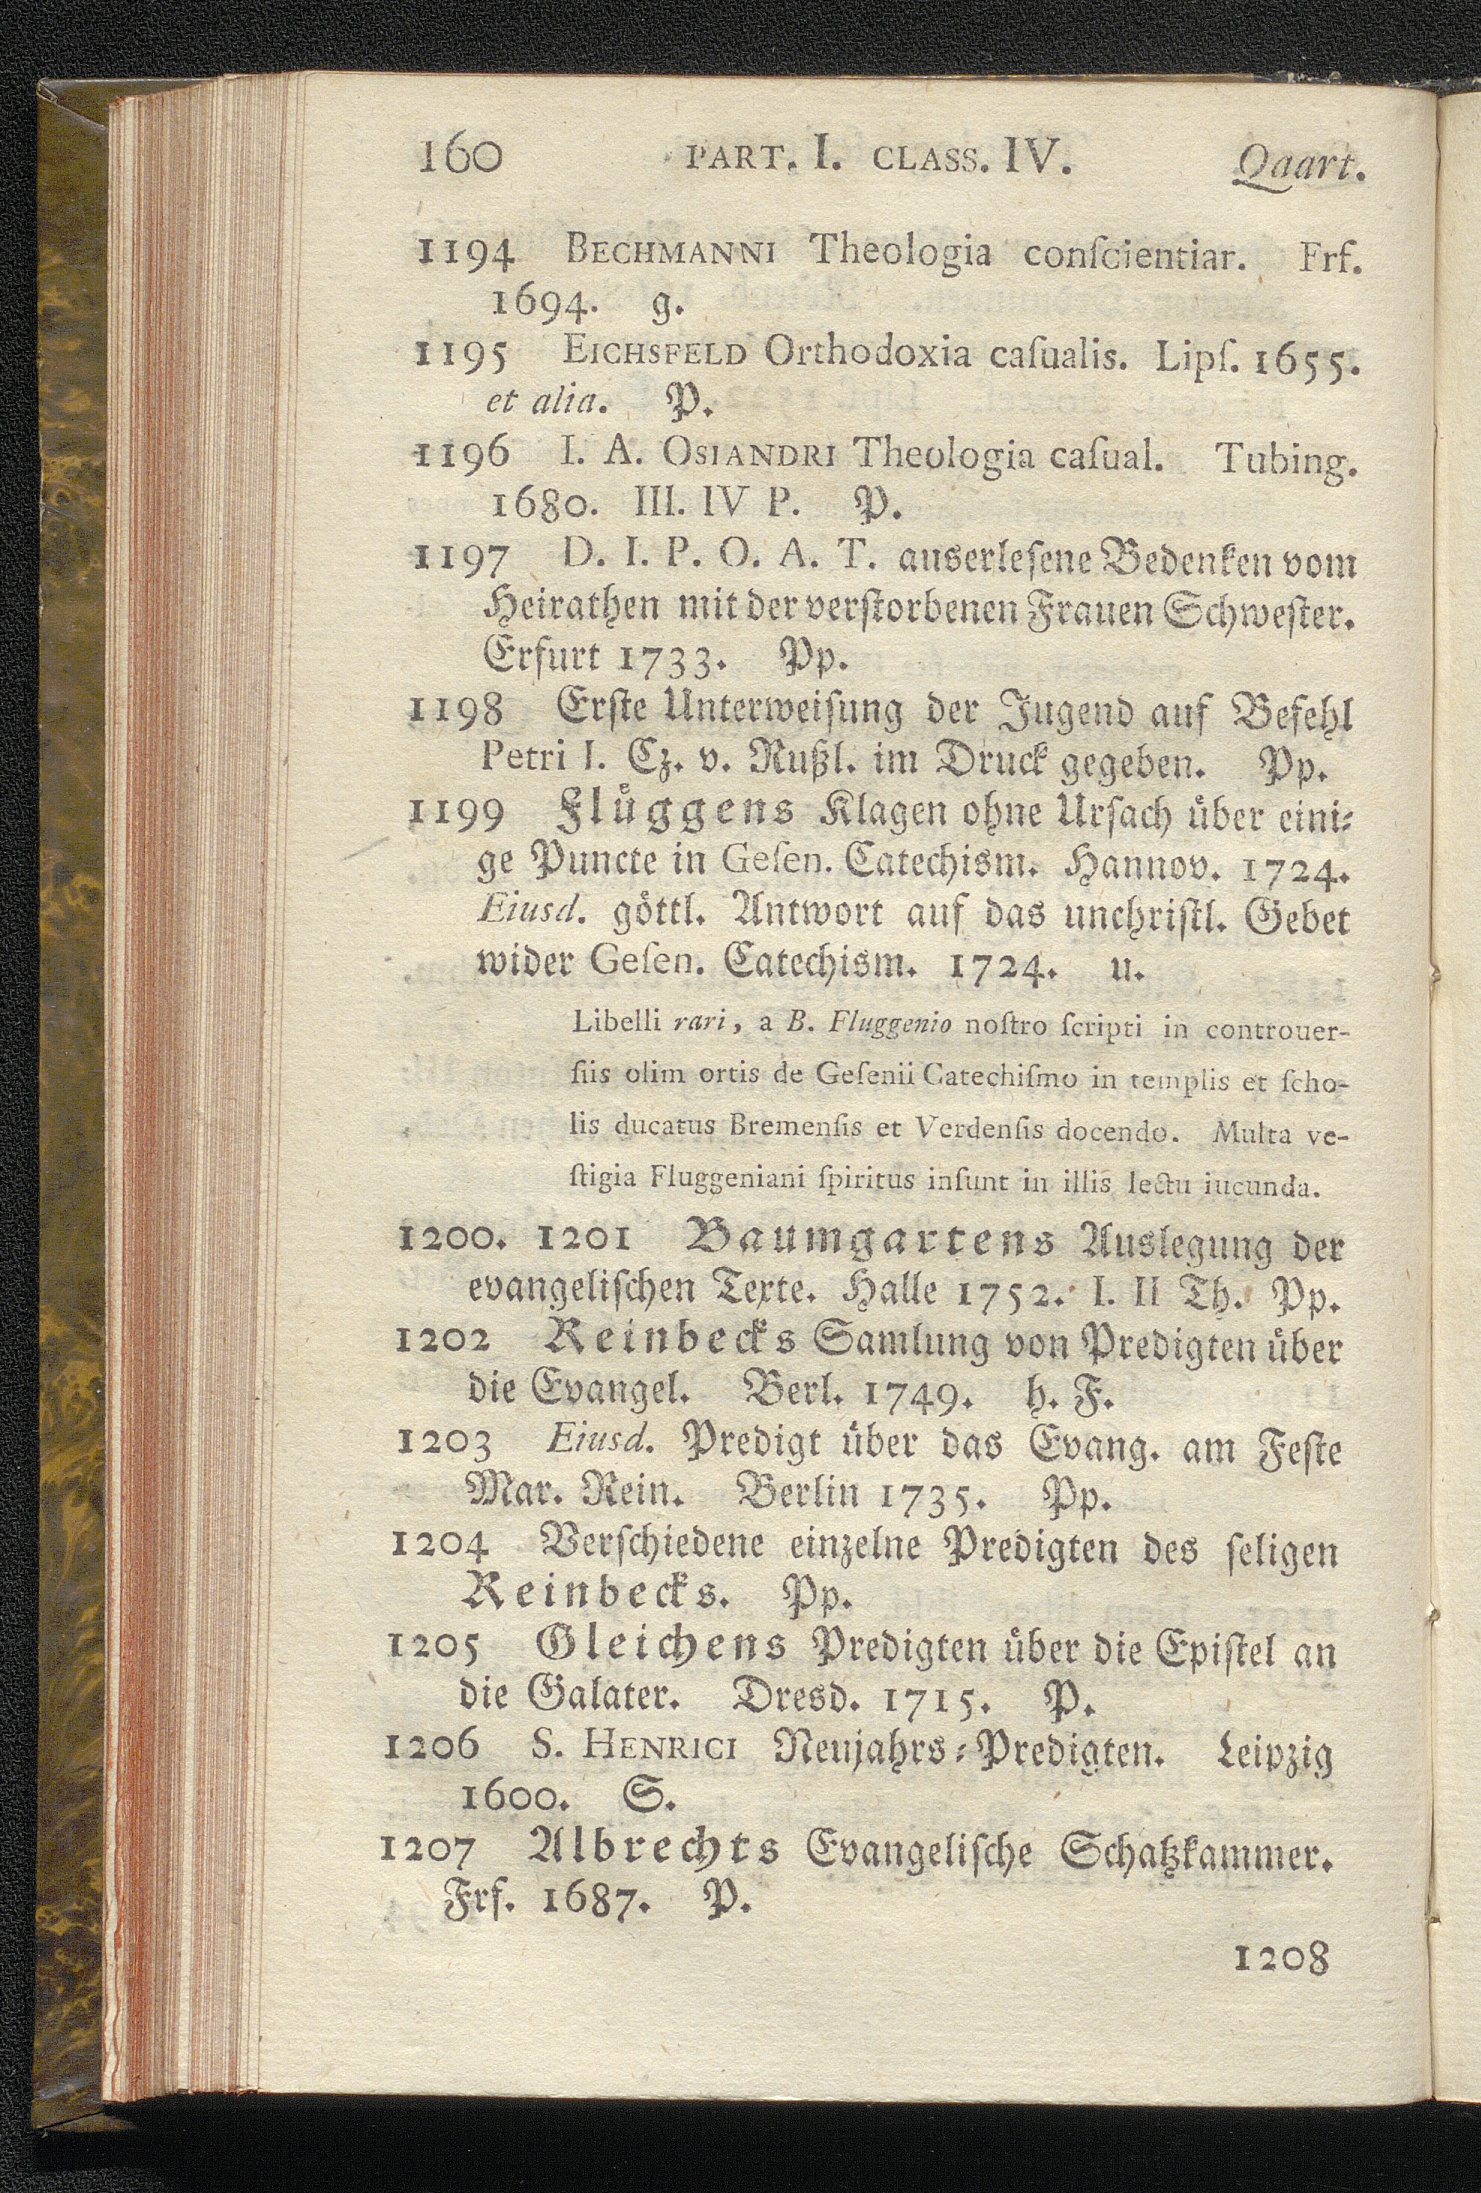 160 PART. I. CLASS. IV. Qaart.
1194 BECHMANNI Theologia conſcientiar. Frf.
1694. g.
1195 EICHSFELD Orthodoxia caſualis. Lipſ. 1655.
et alia. P.
1196 I. A. OSIANDRI Theologia caſual. Tubing.
1680. III. IV P. P.
1197 D. I. P. O. A. T. auserleſene Bedenken vom
Heirathen mit der verſtorbenen Frauen Schweſter.
Erfurt 1733. Pp.
1198 Erſte Unterweiſung der Jugend auf Befehl
Petri I. Cz. v. Rußl. im Druck gegeben. Pp.
1199 Fluͤggens Klagen ohne Urſach uͤber eini⸗
ge Puncte in Geſen. Catechism. Hannov. 1724.
Eiusd. goͤttl. Antwort auf das unchriſtl. Gebet
wider Geſen. Catechism. 1724. u.
Libelli rari, a B. Fluggenio noſtro ſcripti in controuer-
ſiis olim ortis de Geſenii Catechiſmo in templis et ſcho-
lis ducatus Bremenſis et Verdenſis docendo. Multa ve-
ſtigia Fluggeniani ſpiritus inſunt in illis lectu iucunda.
1200. 1201 Baumgartens Auslegung der
evangeliſchen Texte. Halle 1752. I. II Th. Pp.
1202 Reinbecks Samlung von Predigten uͤber
die Evangel. Berl. 1749. h. F.
1203 Eiusd. Predigt uͤber das Evang. am Feſte
Mar. Rein. Berlin 1735. Pp.
1204 Verſchiedene einzelne Predigten des ſeligen
Reinbecks. Pp.
1205 Gleichens Predigten uͤber die Epiſtel an
die Galater. Dresd. 1715. P.
1206 S. HENRICI Neujahrs⸗Predigten. Leipzig
1600. S.
1207 Albrechts Evangeliſche Schatzkammer.
Frf. 1687. P.
1208